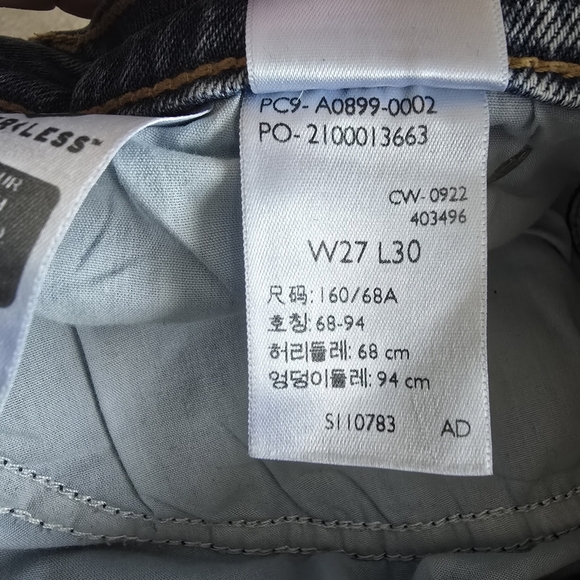 PC9- A0899-0002
PO- 2100013663
CW- 0922
403496
W27 L30
尺码: 160/68A
호칭: 68-94
허리둘레: 68 cm
엉덩이둘레: 94 cm
S110783 AD
LESS™